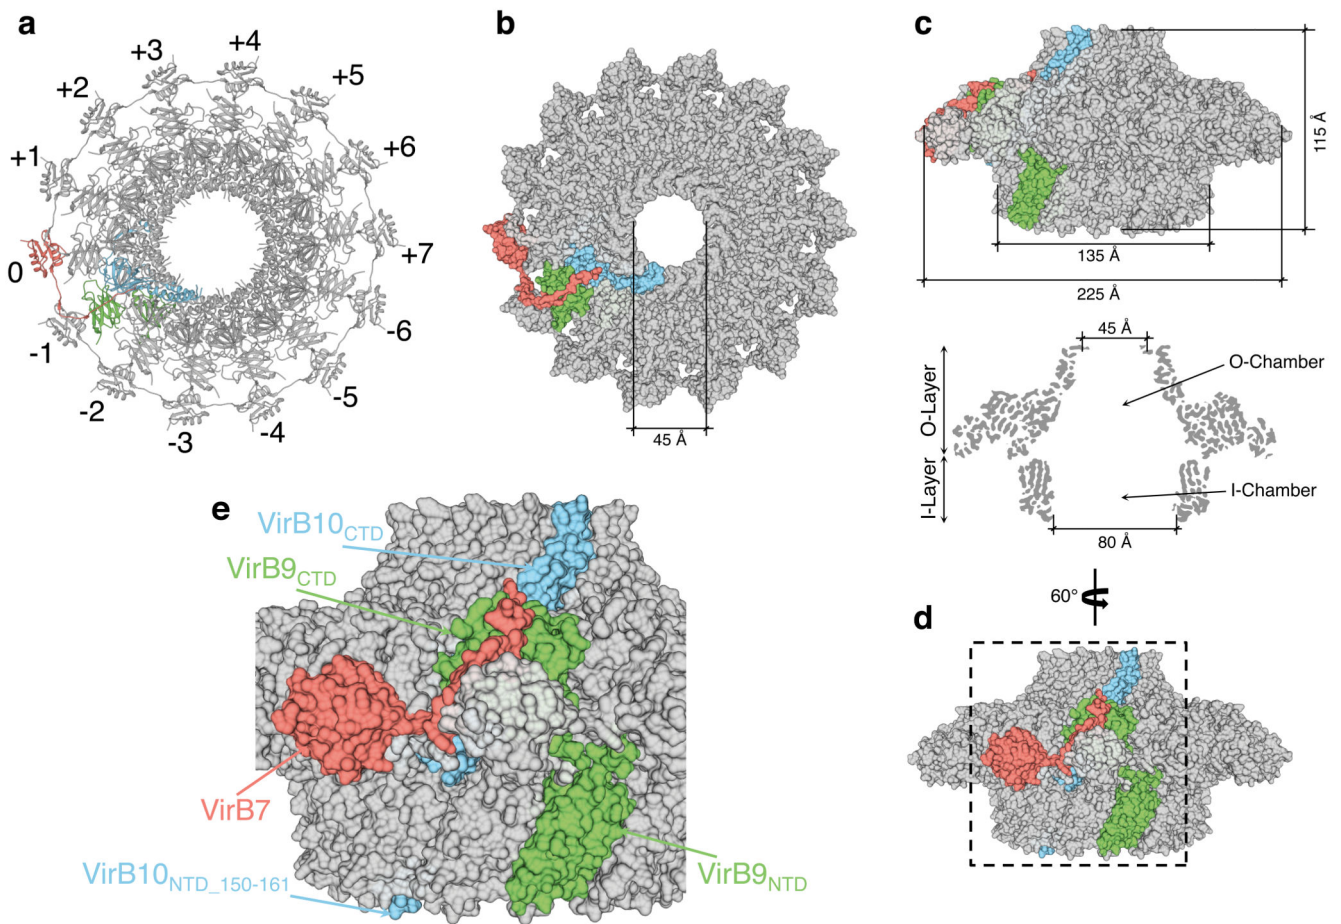 a
+3
+4
+2
+5
+1
+6
0
+7
-1
-6
-2
-5
-3
-4
b
45 Å
c
115 Å
135 Å
225 Å
45 Å
O-Layer
O-Chamber
I-Layer
I-Chamber
80 Å
60°
d
e
VirB10CTD
VirB9CTD
VirB7
VirB10NTD_150-161
VirB9NTD